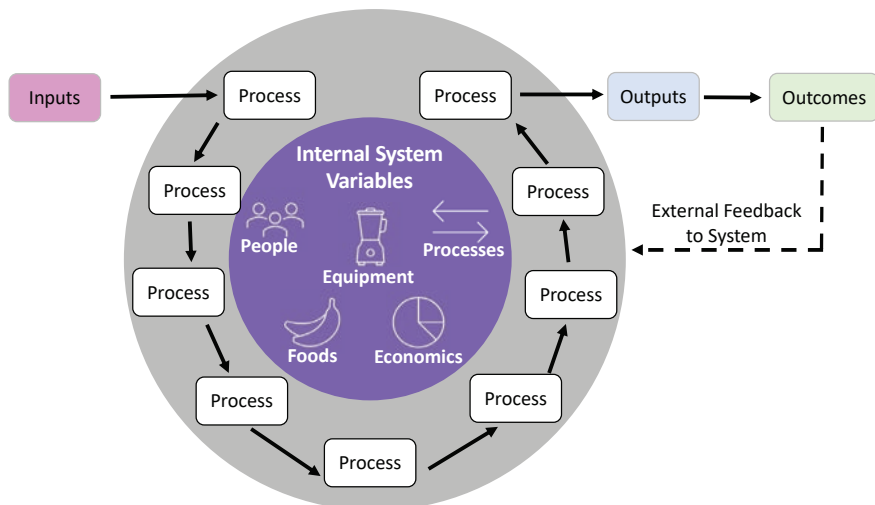 Inputs
Process
Process
Outputs
Outcomes
Internal System
Variables
Process
Process
People
Equipment
Processes
External Feedback
to System
Process
Process
Foods
Economics
Process
Process
Process